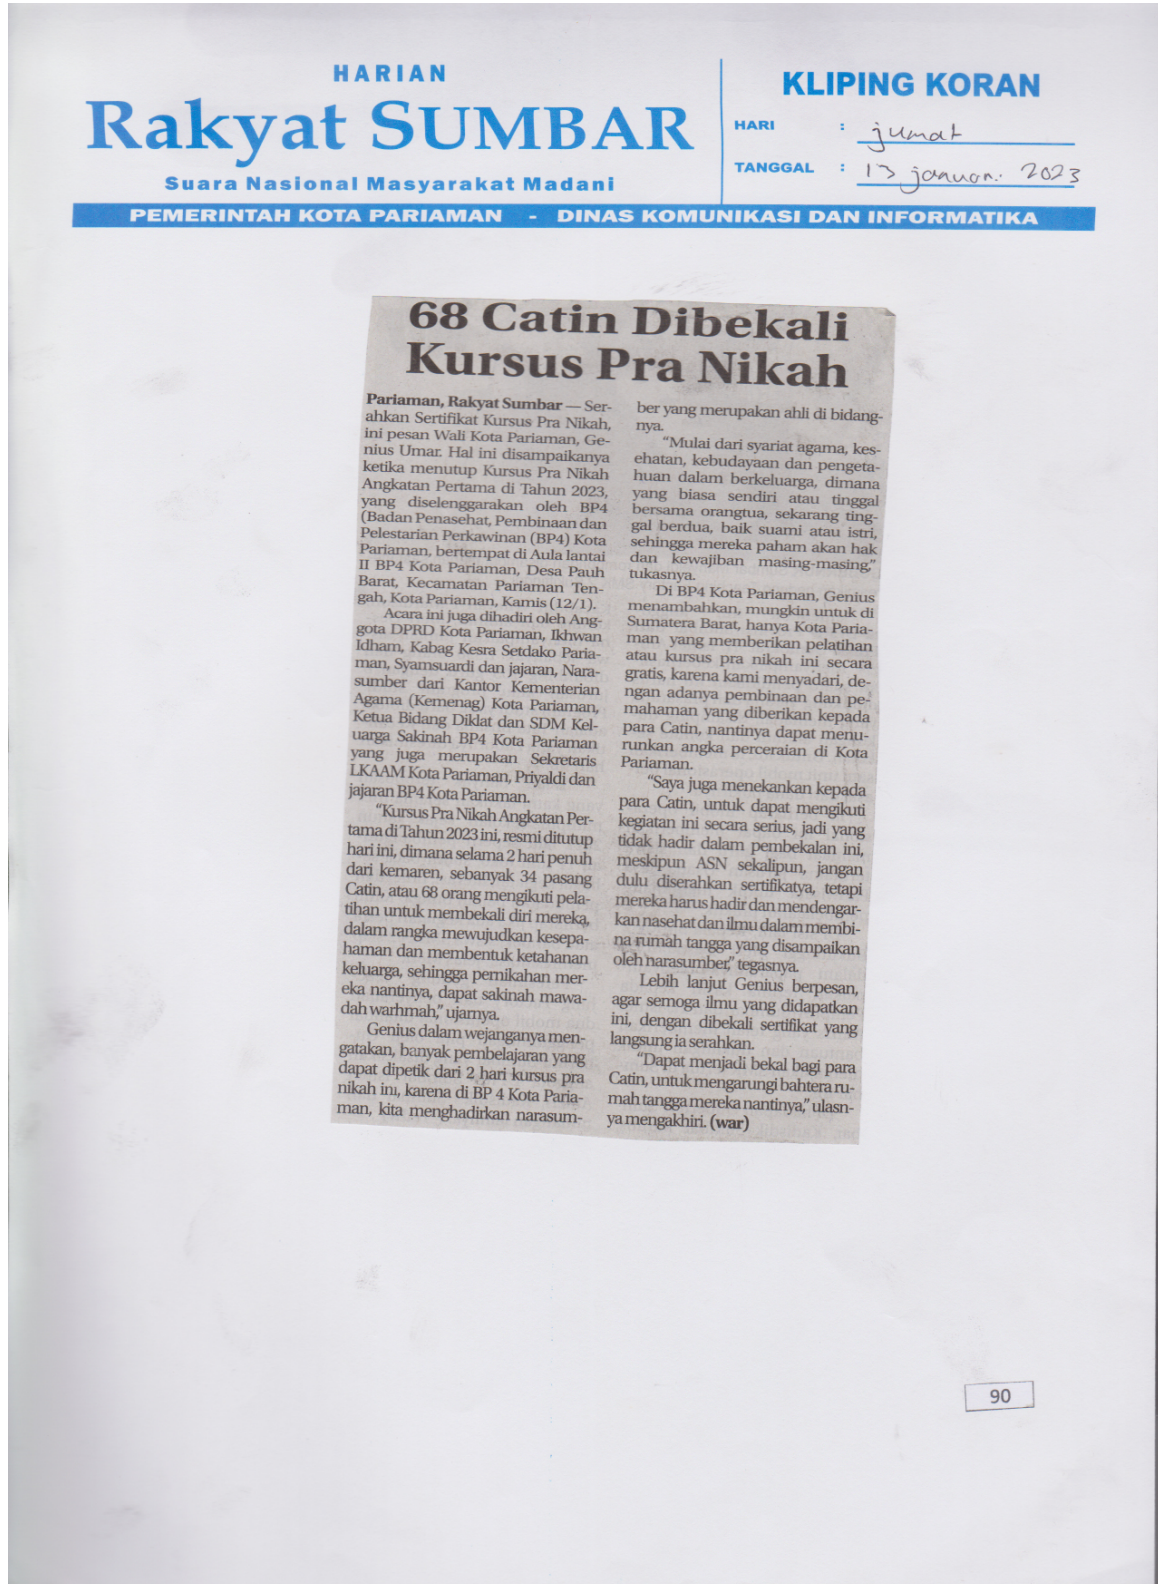 HARIAN
Rakyat SUMBAR
Suara Nasional Masyarakat Madani
KLIPING KORAN
HARI : jumat
TANGGAL : 13 januari. 2023
PEMERINTAH KOTA PARIAMAN - DINAS KOMUNIKASI DAN INFORMATIKA
68 Catin Dibekali
Kursus Pra Nikah
Pariaman, Rakyat Sumbar — Ser-
ahkan Sertifikat Kursus Pra Nikah,
ini pesan Wali Kota Pariaman, Ge-
nius Umar. Hal ini disampaikanya
ketika menutup Kursus Pra Nikah
Angkatan Pertama di Tahun 2023,
yang diselenggarakan oleh BP4
(Badan Penasehat, Pembinaan dan
Pelestarian Perkawinan (BP4) Kota
Pariaman, bertempat di Aula lantai
II BP4 Kota Pariaman, Desa Pauh
Barat, Kecamatan Pariaman Ten-
gah, Kota Pariaman, Kamis (12/1).
Acara ini juga dihadiri oleh Ang-
gota DPRD Kota Pariaman, Ikhwan
Idham, Kabag Kesra Setdako Paria-
man, Syamsuardi dan jajaran, Nara-
sumber dari Kantor Kementerian
Agama (Kemenag) Kota Pariaman,
Ketua Bidang Diklat dan SDM Kel-
uarga Sakinah BP4 Kota Pariaman
yang juga merupakan Sekretaris
LKAAM Kota Pariaman, Priyaldi dan
jajaran BP4 Kota Pariaman.
“Kursus Pra Nikah Angkatan Per-
tama di Tahun 2023 ini, resmi ditutup
hari ini, dimana selama 2 hari penuh
dari kemaren, sebanyak 34 pasang
Catin, atau 68 orang mengikuti pela-
tihan untuk membekali diri mereka,
dalam rangka mewujudkan kesepa-
haman dan membentuk ketahanan
keluarga, sehingga pernikahan mer-
eka nantinya, dapat sakinah mawa-
dah warhmah,” ujarnya.
Genius dalam wejanganya men-
gatakan, banyak pembelajaran yang
dapat dipetik dari 2 hari kursus pra
nikah ini, karena di BP 4 Kota Paria-
man, kita menghadirkan narasum-
ber yang merupakan ahli di bidang-
nya.
“Mulai dari syariat agama, kes-
ehatan, kebudayaan dan pengeta-
huan dalam berkeluarga, dimana
yang biasa sendiri atau tinggal
bersama orangtua, sekarang ting-
gal berdua, baik suami atau istri,
sehingga mereka paham akan hak
dan kewajiban masing-masing,”
tukasnya.
Di BP4 Kota Pariaman, Genius
menambahkan, mungkin untuk di
Sumatera Barat, hanya Kota Paria-
man yang memberikan pelatihan
atau kursus pra nikah ini secara
gratis, karena kami menyadari, de-
ngan adanya pembinaan dan pe-
mahaman yang diberikan kepada
para Catin, nantinya dapat menu-
runkan angka perceraian di Kota
Pariaman.
“Saya juga menekankan kepada
para Catin, untuk dapat mengikuti
kegiatan ini secara serius, jadi yang
tidak hadir dalam pembekalan ini,
meskipun ASN sekalipun, jangan
dulu diserahkan sertifikatya, tetapi
mereka harus hadir dan mendengar-
kan nasehat dan ilmu dalam membi-
na rumah tangga yang disampaikan
oleh narasumber,” tegasnya.
Lebih lanjut Genius berpesan,
agar semoga ilmu yang didapatkan
ini, dengan dibekali sertifikat yang
langsung ia serahkan.
“Dapat menjadi bekal bagi para
Catin, untuk mengarungi bahtera ru-
mah tangga mereka nantinya,” ulasn-
ya mengakhiri. (war)
90